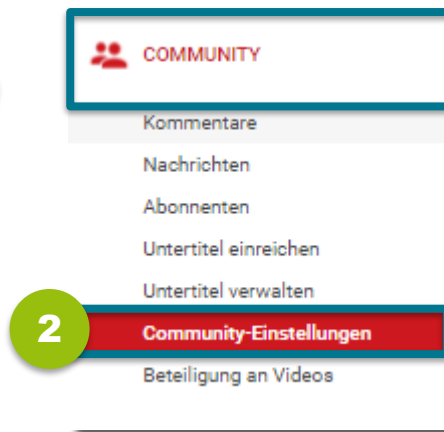 COMMUNITY
Kommentare
Nachrichten
Abonnenten
Untertitel einreichen
Untertitel verwalten
2
Community-Einstellungen
Beteiligung an Videos